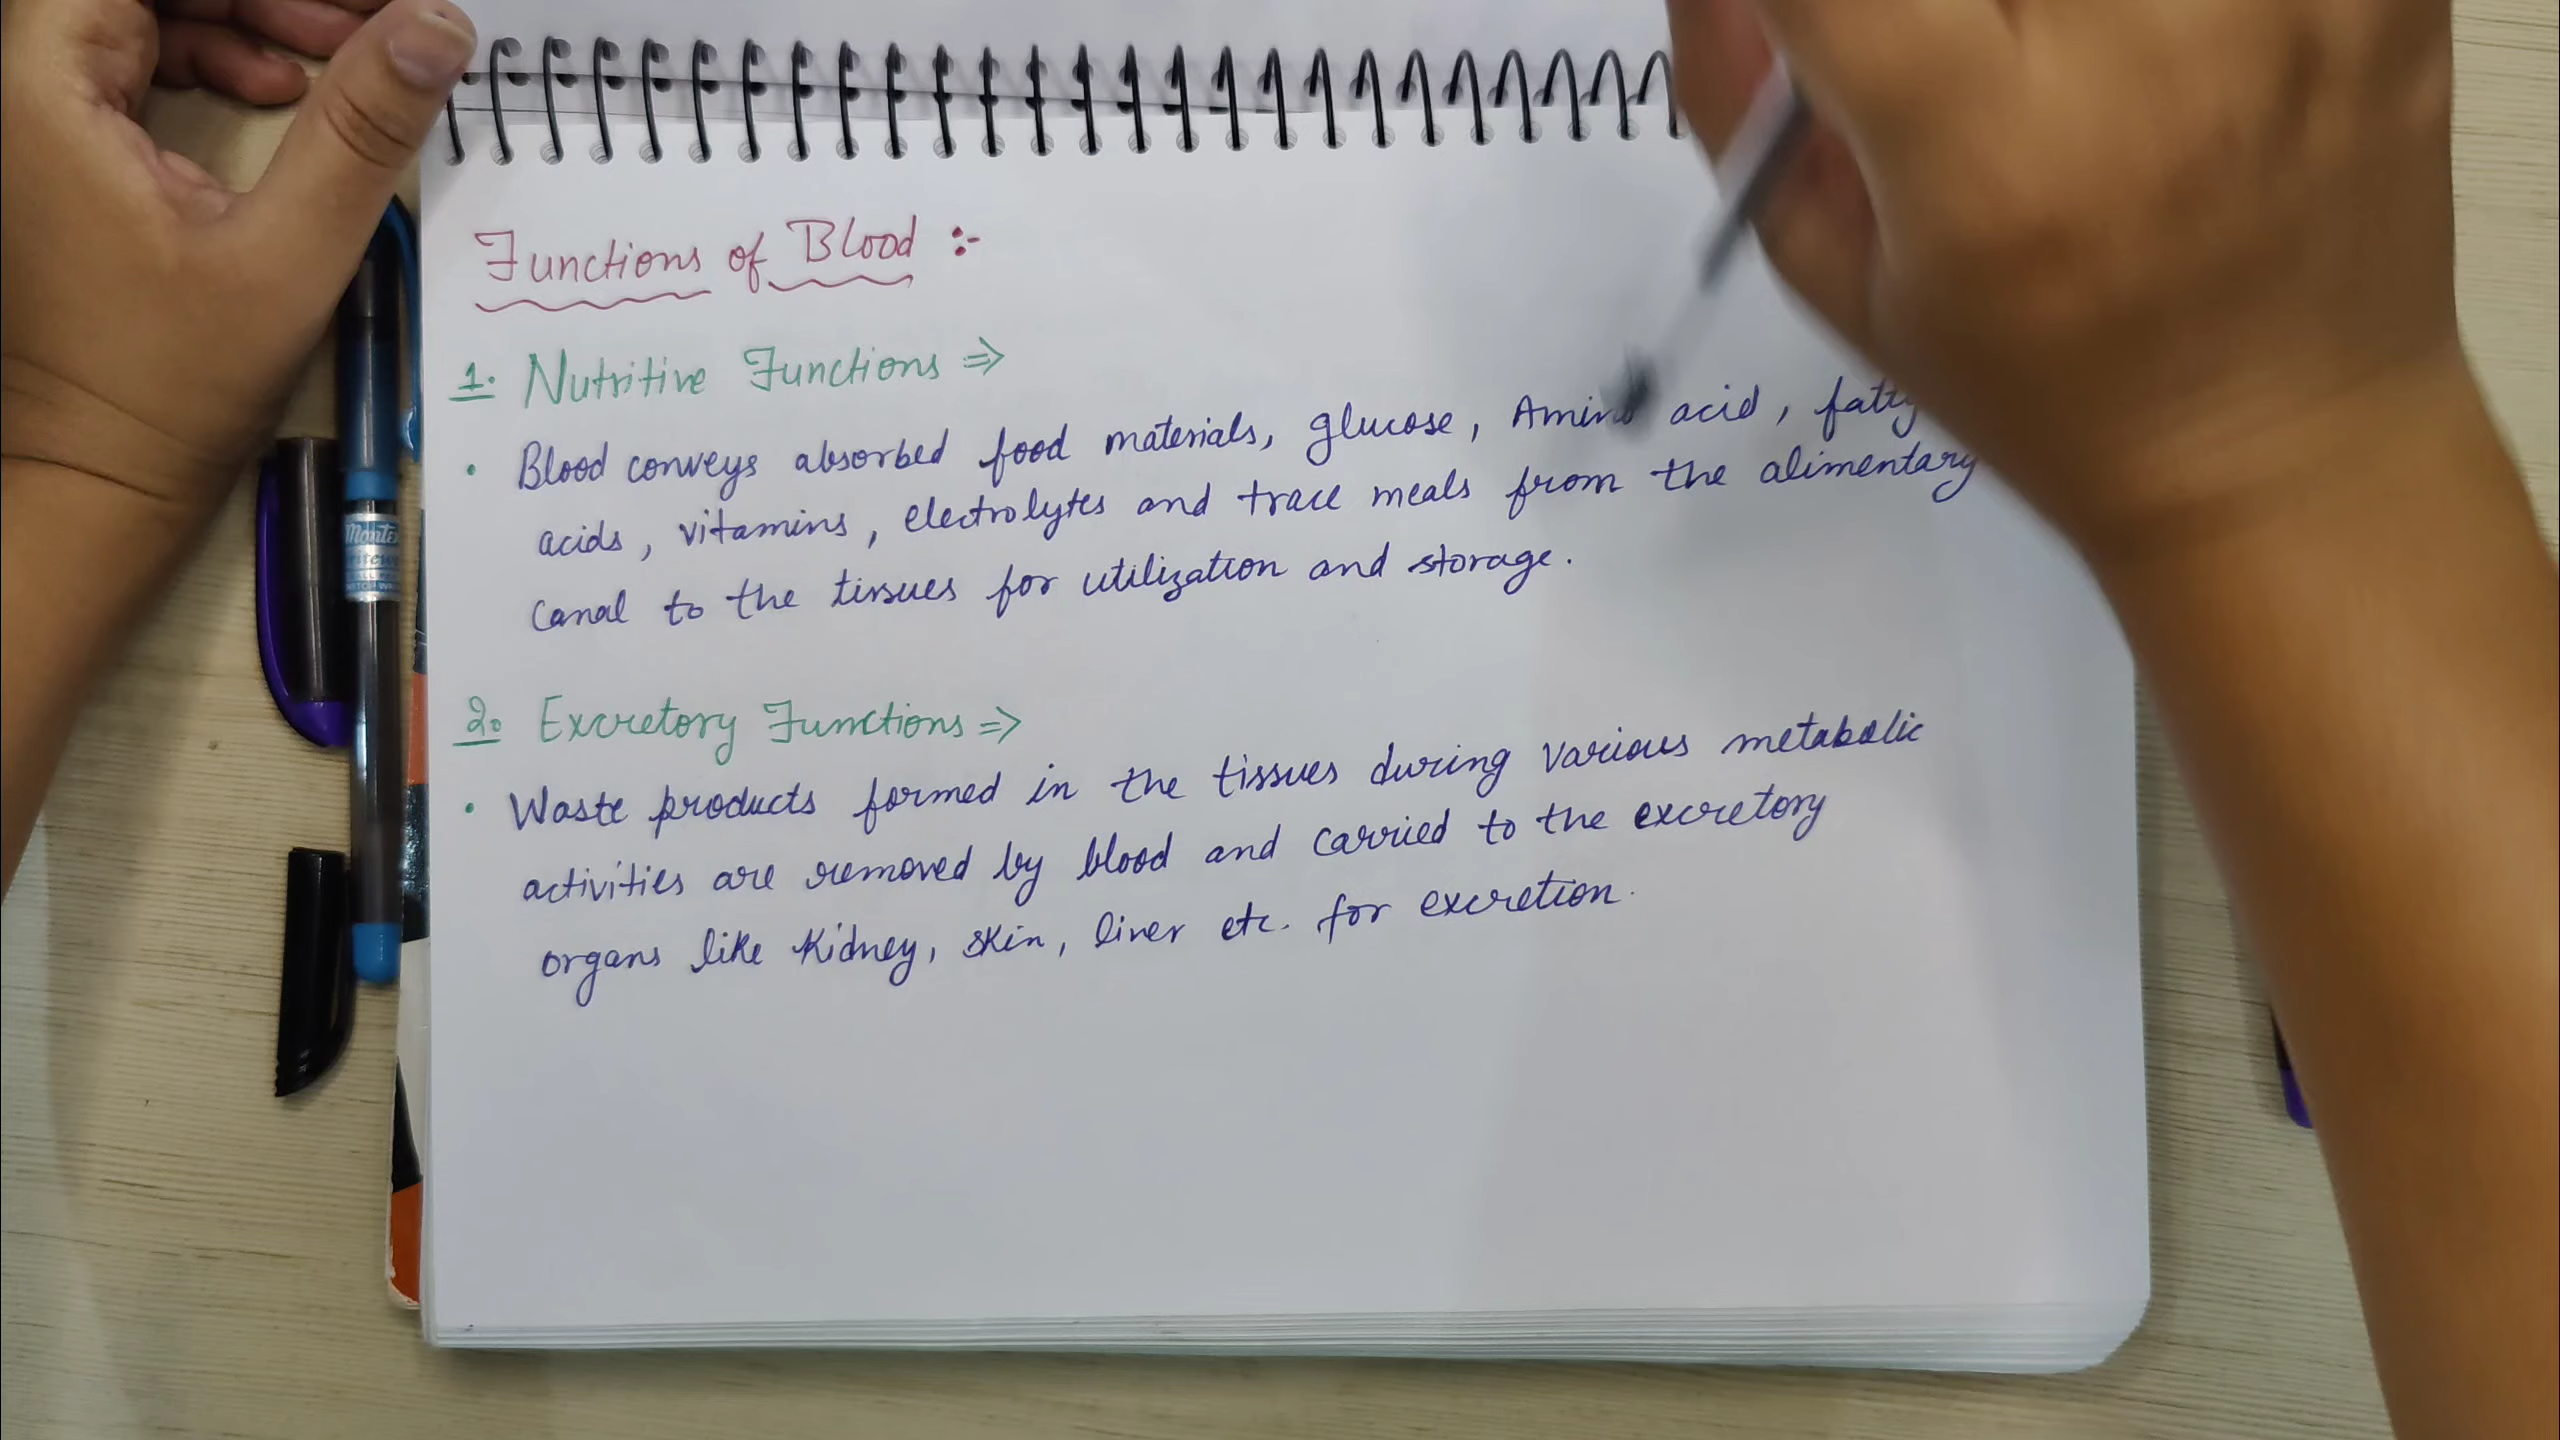 Functions of Blood :-
1. Nutritive Functions ⇒
• Blood conveys absorbed food materials, glucose, Amino acid, fatty
acids, vitamins, electrolytes and trace meals from the alimentary
canal to the tissues for utilization and storage.
2. Excretory Functions ⇒
• Waste products formed in the tissues during various metabolic
activities are removed by blood and carried to the excretory
organs like Kidney, skin, liver etc. for excretion.
Montex